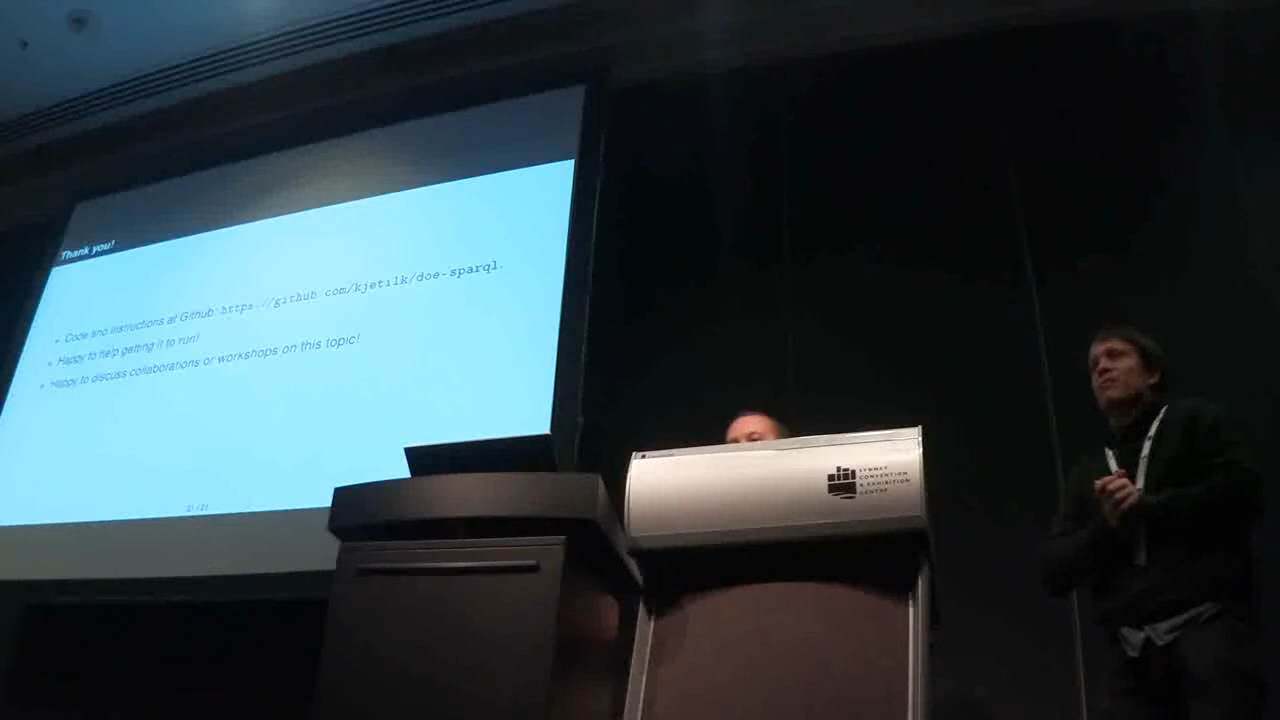 Thank you!
Code and instructions at Github: https://github.com/kjetilk/doe-sparql.
Happy to help getting it to run!
Happy to discuss collaborations or workshops on this topic!
21 / 21
SYDNEY
CONVENTION
& EXHIBITION
CENTRE